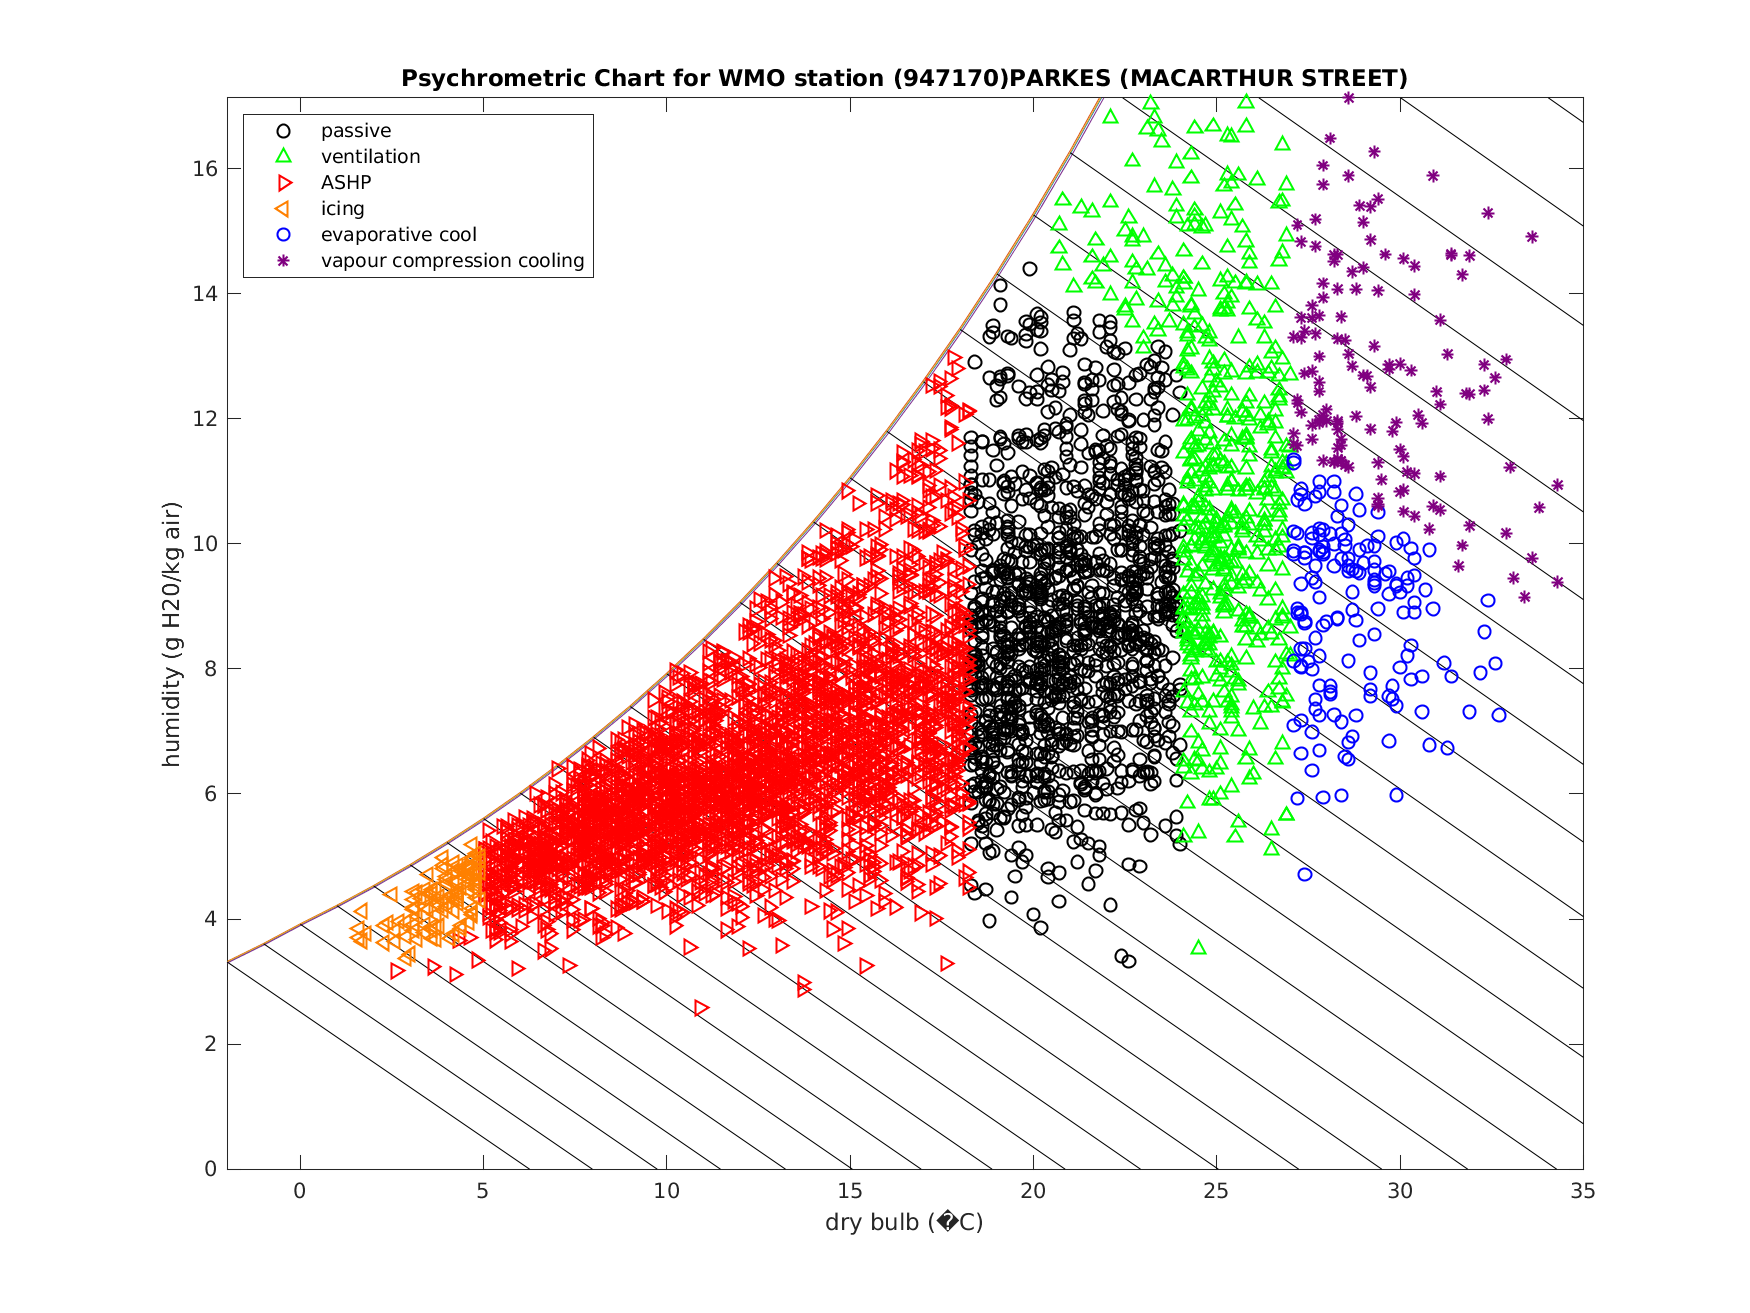 Psychrometric Chart for WMO station (947170)PARKES (MACARTHUR STREET)
passive
ventilation
ASHP
icing
evaporative cool
vapour compression cooling
humidity (g H20/kg air)
16
14
12
10
8
6
4
2
0
0 5 10 15 20 25 30 35
dry bulb (�C)